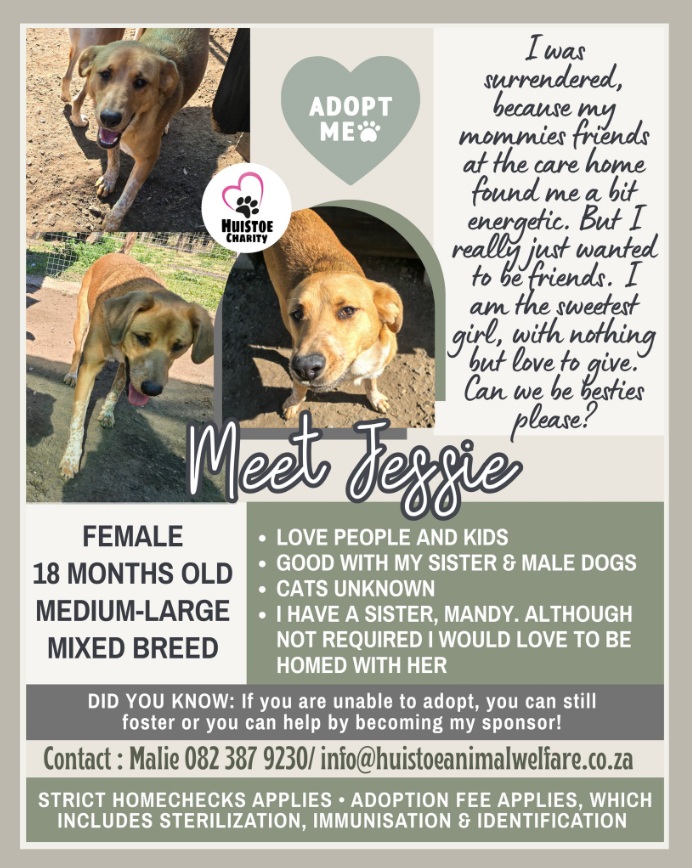 ADOPT
ME
HUISTOE
CHARITY
I was
surrendered,
because my
mommies friends
at the care home
found me a bit
energetic. But I
really just wanted
to be friends. I
am the sweetest
girl, with nothing
but love to give.
Can we be besties
please?
Meet Jessie
FEMALE
18 MONTHS OLD
MEDIUM-LARGE
MIXED BREED
• LOVE PEOPLE AND KIDS
• GOOD WITH MY SISTER & MALE DOGS
• CATS UNKNOWN
• I HAVE A SISTER, MANDY. ALTHOUGH
NOT REQUIRED I WOULD LOVE TO BE
HOMED WITH HER
DID YOU KNOW: If you are unable to adopt, you can still
foster or you can help by becoming my sponsor!
Contact : Malie 082 387 9230/ info@huistoeanimalwelfare.co.za
STRICT HOMECHECKS APPLIES • ADOPTION FEE APPLIES, WHICH
INCLUDES STERILIZATION, IMMUNISATION & IDENTIFICATION